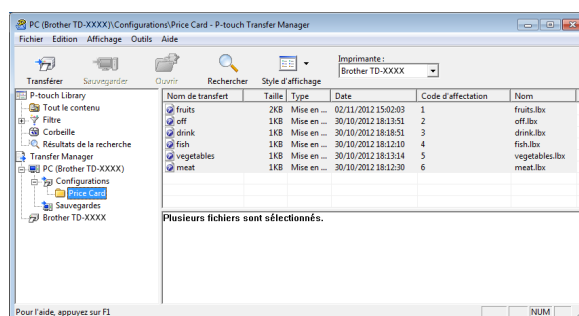 PC (Brother TD-XXXX)\Configurations\Price Card - P-touch Transfer Manager
Fichier Edition Affichage Outils Aide
Transférer Sauvegarder Ouvrir Rechercher Style d'affichage
Imprimante :
Brother TD-XXXX
P-touch Library
Tout le contenu
Filtre
Corbeille
Résultats de la recherche
Transfer Manager
PC (Brother TD-XXXX)
Configurations
Price Card
Sauvegardes
Brother TD-XXXX
Nom de transfert Taille Type Date Code d'affectation Nom
fruits 2KB Mise en ... 02/11/2012 15:02:03 1 fruits.lbx
off 1KB Mise en ... 30/10/2012 18:13:51 2 off.lbx
drink 1KB Mise en ... 30/10/2012 18:18:51 3 drink.lbx
fish 1KB Mise en ... 30/10/2012 18:12:10 4 fish.lbx
vegetables 1KB Mise en ... 30/10/2012 18:13:14 5 vegetables.lbx
meat 1KB Mise en ... 30/10/2012 18:12:30 6 meat.lbx
Plusieurs fichiers sont sélectionnés.
Pour l'aide, appuyez sur F1 NUM